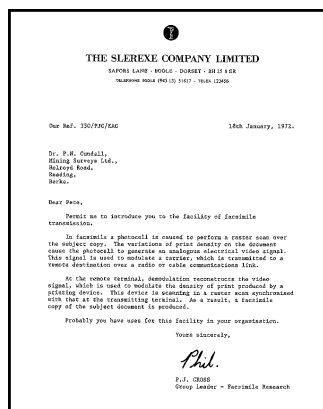 THE SLEREXE COMPANY LIMITED
SAPORS LANE - BOOLE - DORSET - BH 25 8 ER
TELEPHONE BOOLE (945 13) 51617 - TELEX 123456
Our Ref. 350/PJC/EAC
18th January, 1972.
Dr. P.N. Cundall,
Mining Surveys Ltd.,
Holroyd Road,
Reading,
Berks.
Dear Pete,
Permit me to introduce you to the facility of facsimile
transmission.
In facsimile a photocell is caused to perform a raster scan over
the subject copy. The variations of print density on the document
cause the photocell to generate an analogous electrical video signal.
This signal is used to modulate a carrier, which is transmitted to a
remote destination over a radio or cable communications link.
At the remote terminal, demodulation reconstructs the video
signal, which is used to modulate the density of print produced by a
printing device. This device is scanning in a raster scan synchronised
with that at the transmitting terminal. As a result, a facsimile
copy of the subject document is produced.
Probably you have uses for this facility in your organisation.
Yours sincerely,
Phil.
P.J. CROSS
Group Leader - Facsimile Research